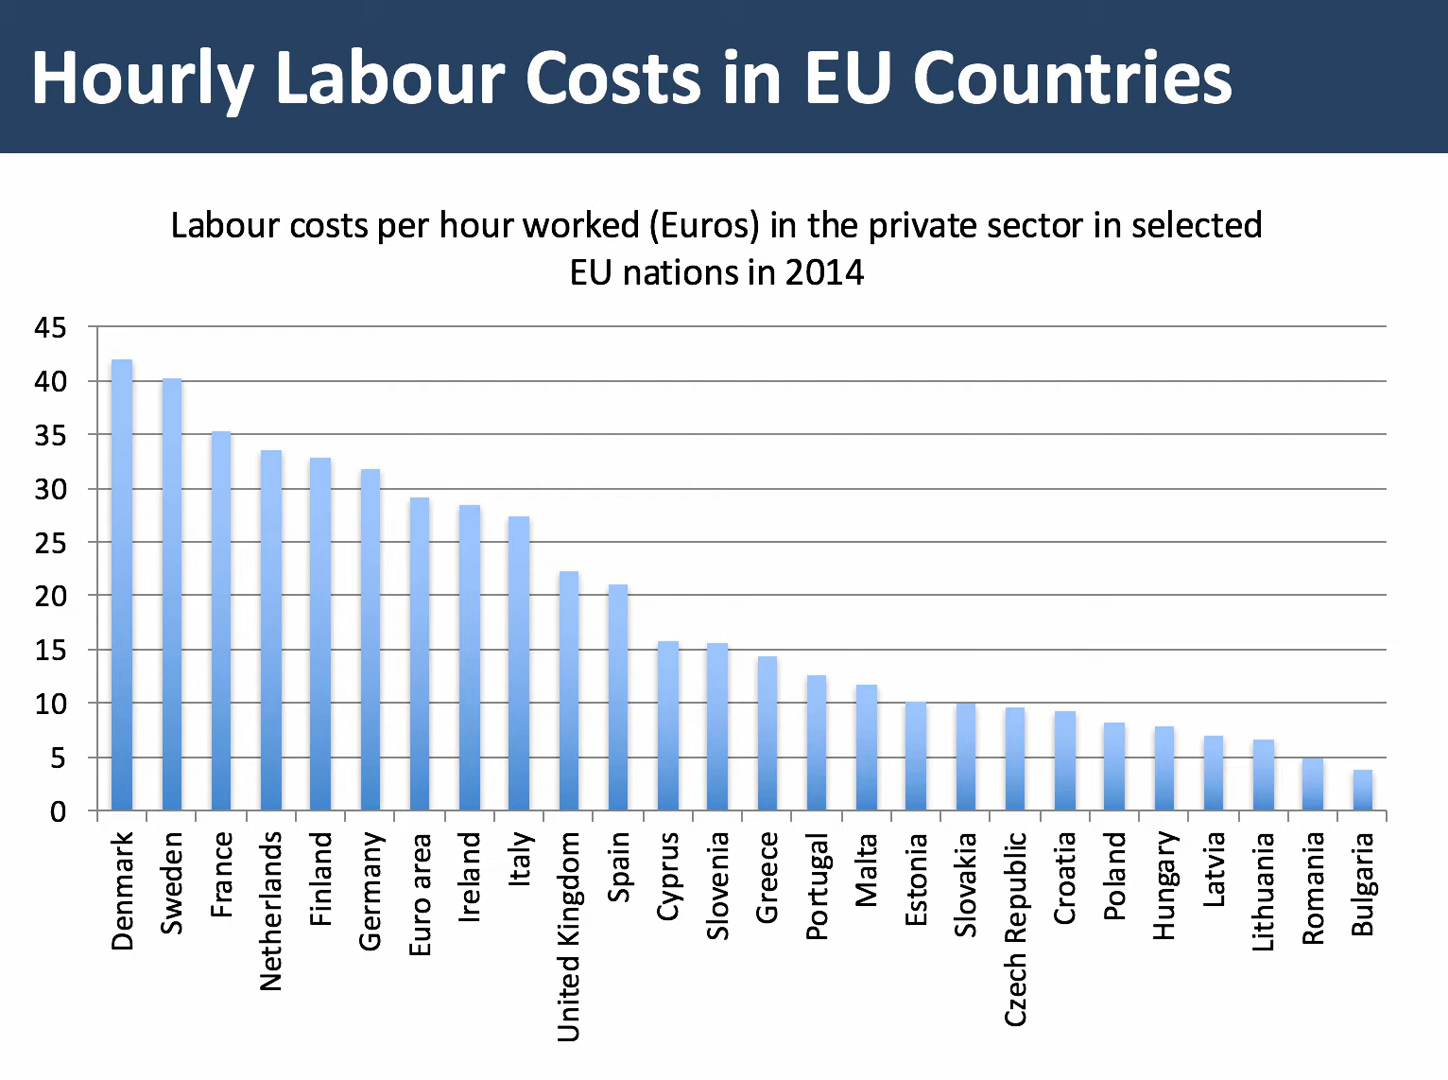 Hourly Labour Costs in EU Countries
Labour costs per hour worked (Euros) in the private sector in selected
EU nations in 2014
45
40
35
30
25
20
15
10
5
0
Denmark
Sweden
France
Netherlands
Finland
Germany
Euro area
Ireland
Italy
United Kingdom
Spain
Cyprus
Slovenia
Greece
Portugal
Malta
Estonia
Slovakia
Czech Republic
Croatia
Poland
Hungary
Latvia
Lithuania
Romania
Bulgaria